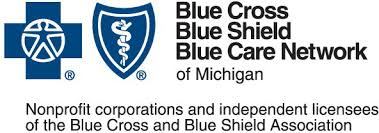 Blue Cross
Blue Shield
Blue Care Network
® ® of Michigan
Nonprofit corporations and independent licensees
of the Blue Cross and Blue Shield Association